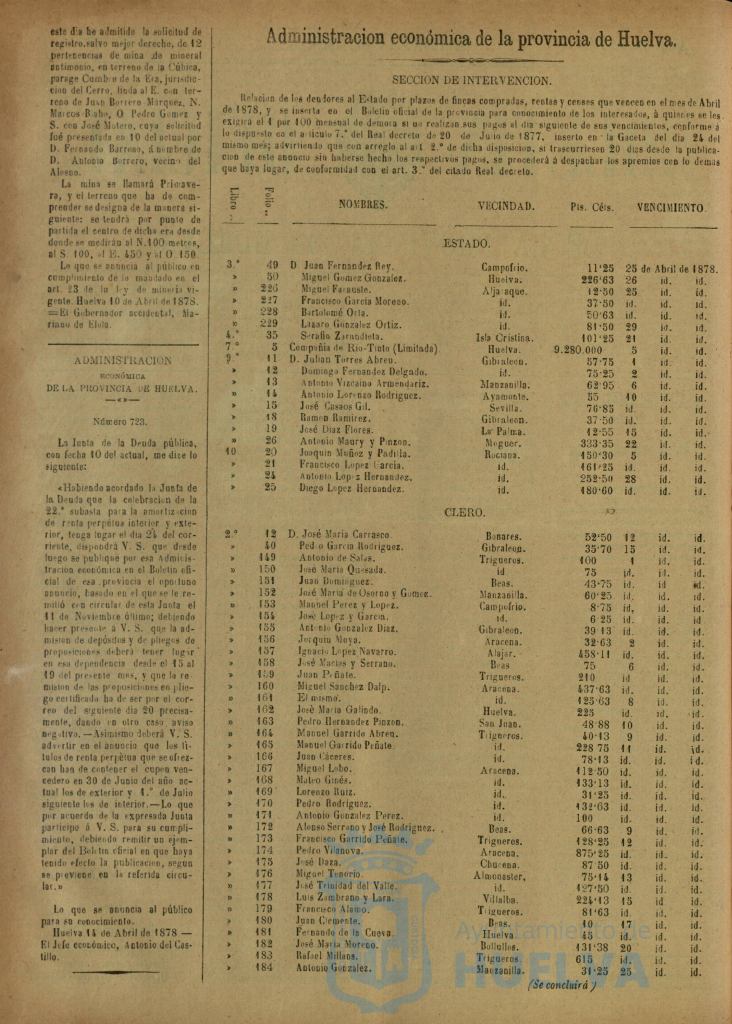 este dia he admitido la solicitud de
registro, salvo mejor derecho, de 12
pertenencias de mina de mineral
antimonio, en terreno de la Cúbica,
parage Cumbre de la Era, jurisdic-
cion del Cerro, linda al E. con ter-
reno de Juan Borrero Marquez, N.
Marcos Blaho, O Pedro Gomez y
S. con José Matero, cuya solicitud
fué presentada en 10 del actual por
D. Fernando Barrero, á nombre de
D. Antonio Borrero, vecino del
Alosno.
La mina se llamará Primave-
ra, y el terreno que ha de com-
prender se designa de la manera si-
guiente: se tendrá por punto de
partida el centro de dicha era desde
donde se medirán al N. 100 metros,
al S. 100, al E. 450 y al O. 150.
Lo que se anuncia al público en
cumplimiento de lo mandado en el
art. 23 de la ley de mineria vi-
gente. Huelva 10 de Abril de 1878.
=El Gobernador accidental, Ma-
riano de Elola.
ADMINISTRACION
ECONÓMICA
DE LA PROVINCIA DE HUELVA.
Número 723.
La Junta de la Deuda pública,
con fecha 10 del actual, me dice lo
siguiente:
«Habiendo acordado la Junta de
la Deuda que la celebracion de la
22.ª subasta para la amortizacion
de renta perpétua interior y exte-
rior, tenga lugar el dia 24 del cor-
riente, dispondrá V. S. que desde
luego se publique por esa Adminis-
tracion económica en el Boletin ofi-
cial de esa provincia el oportuno
anuncio, basado en el que se le re-
mitió con circular de esta Junta el
11 de Noviembre último; debiendo
hacer presente á V. S. que la ad-
mision de depósitos y de pliegos de
proposiciones deberá tener lugar
en esa dependencia desde el 15 al
19 del presente mes, y que la re-
mision de las proposiciones en plie-
go certificado ha de ser por el cor-
reo del siguiente dia 20 precisa-
mente, dando en otro caso aviso
negativo.—Asimismo deberá V. S.
advertir en el anuncio que los tí-
tulos de renta perpétua que se ofrez-
can han de contener el cupon ven-
cedero en 30 de Junio del año ac-
tual los de exterior y 1.º de Julio
siguiente los de interior.—Lo que
por acuerdo de la expresada Junta
participo á V. S. para su cumpli-
miento, debiendo remitir un ejem-
plar del Boletin oficial en que haya
tenido efecto la publicacion, segun
se previene en la referida circu-
lar.»
Lo que se anuncia al público
para su conocimiento.
Huelva 14 de Abril de 1878 —
El Jefe económico, Antonio del Cas-
tillo.
Administracion económica de la provincia de Huelva.
SECCION DE INTERVENCION.
Relacion de los deudores al Estado por plazos de fincas compradas, rentas y censos que vencen en el mes de Abril
de 1878, y se inserta en el Boletin oficial de la provincia para conocimiento de los interesados, á quienes se les
exigirá el 1 por 100 mensual de demora si no realizan sus pagos el dia siguiente de sus vencimientos, conforme á
lo dispuesto en el artículo 7.º del Real decreto de 20 de Julio de 1877, inserto en la Gaceta del dia 24 del
mismo mes; advirtiendo que con arreglo al art. 2.º de dicha disposicion, si trascurriesen 20 dias desde la publica-
cion de este anuncio sin haberse hecho los respectivos pagos, se procederá á despachar los apremios con lo demas
que haya lugar, de conformidad con el art. 3.º del citado Real decreto.
Libro Folio NOMBRES. VECINDAD. Pts. Céts. VENCIMIENTO.
ESTADO.
3.º 49 D Juan Fernandez Rey. Campofrio. 11'25 25 de Abril de 1878.
» 50 Miguel Gomez Gonzalez. Huelva. 226'63 26 id. id.
» 226 Miguel Farauste. Aljaraque. 12'50 25 id. id.
» 227 Francisco Garcia Moreno. id. 37'50 id. id. id.
» 228 Bartolomé Orta. id. 50'63 id. id. id.
» 229 Lázaro Gonzalez Ortiz. id. 81'50 29 id. id.
4.º 35 Serafin Zarandieta. Isla Cristina. 101'25 21 id. id.
7º 5 Compañia de Rio-Tinto (Limitada) Huelva. 9.280.000 5 id. id.
9.º 11 D. Julian Torres Abreu. Gibraleon. 57'75 1 id. id.
» 12 Domingo Fernandez Delgado. id. 75'25 2 id. id.
» 13 Antonio Vizcaino Armendariz. Manzanilla. 62'95 6 id. id.
» 14 Antonio Lorenzo Rodriguez. Ayamonte. 55 10 id. id.
» 15 José Casaos Gil. Sevilla. 76'85 id. id. id.
» 18 Ramon Ramirez. Gibraleon. 37'50 id. id. id.
» 19 José Diaz Flores. La Palma. 12'55 15 id. id.
» 26 Antonio Maury y Pinzon. Moguer. 333'35 22 id. id.
10 20 Joaquin Muñoz y Padilla. Rociana. 150'30 5 id. id.
» 21 Francisco Lopez Garcia. id. 161'25 id. id. id.
» 24 Antonio Lopez Hernandez. id. 252'50 28 id. id.
» 25 Diego Lopez Hernandez. id. 180'60 id. id. id.
CLERO.
2.º 12 D. José Maria Carrasco. Bonares. 52'50 12 id. id.
» 40 Pedro Garcia Rodriguez. Gibraleon. 35'70 15 id. id.
» 149 Antonio de Salas. Trigueros. 100 1 id. id.
» 150 José Maria Quesada. id 75 id. id. id.
» 151 Juan Dominguez. Beas. 43'75 id. id id.
» 152 José Maria de Osorno y Gomez. Manzanilla. 60'25 id. id. id.
» 153 Manuel Perez y Lopez. Campofrio. 8'75 id, id. id.
» 154 José Lopez y Garcia. id. 6'25 id. id. id.
» 155 Antonio Gonzalez Diaz. Gibraleon. 39'13 id. id. id.
» 156 Joaquin Moya. Aracena. 32'63 2 id. id.
» 157 Ignacio Lopez Navarro. Alajar. 458'11 id. id. id.
» 158 José Macias y Serrano. Beas 75 6 id. id.
» 159 Juan Peñate. Trigueros. 210 id id. id.
» 160 Miguel Sanchez Dalp. Aracena. 437'63 id. id. id.
» 161 El mismo. id. 125'63 8 id. id.
» 162 José Maria Galindo. Huelva. 225 id. id. id.
» 163 Pedro Hernandez Pinzon. San Juan. 48'88 10 id. id.
» 164 Manuel Garrido Abreu. Trigueros. 40'13 9 id. id.
» 165 Manuel Garrido Peñate. id. 228 75 11 id. id.
» 166 Juan Cáceres. id. 78'13 id. id. id.
» 167 Miguel Lobo. Aracena. 112'50 id. id. id.
» 168 Mateo Ginés. id. 133'13 id. id. id.
» 169 Lorenzo Ruiz. id. 31'25 id. id. id.
» 170 Pedro Rodriguez. id. 132'63 id. id. id.
» 171 Antonio Gonzalez Perez. id. 100 id. id. id.
» 172 Alonso Serrano y José Rodriguez. Beas. 66'63 9 id. id.
» 173 Francisco Garrido Peñate. Trigueros. 128'25 12 id. id.
» 174 Pedro Vilanova. Aracena. 875'25 id. id. id.
» 175 José Daza. Chucena. 87'50 id. id. id.
» 176 Miguel Tenorio. Almonaster, 75'14 13 id. id.
» 177 José Trinidad del Valle. id. 127'50 id. id. id.
» 178 Luis Zambrano y Lara. Villalba. 224'13 15 id id.
» 179 Francisco Alamo. Trigueros. 81'63 id. id. id.
» 180 Juan Clemente. Beas. 10 17 id. id.
» 181 Fernando de la Cueva. Huelva 45 id. id. id.
» 182 José Maria Moreno. Bollullos. 131'38 20 id. id.
» 183 Rafael Millans. Trigueros 615 id. id. id.
» 184 Antonio Gonzalez. Manzanilla. 31'25 25 id. id.
(Se concluirá)
Ayuntamiento de
HUELVA